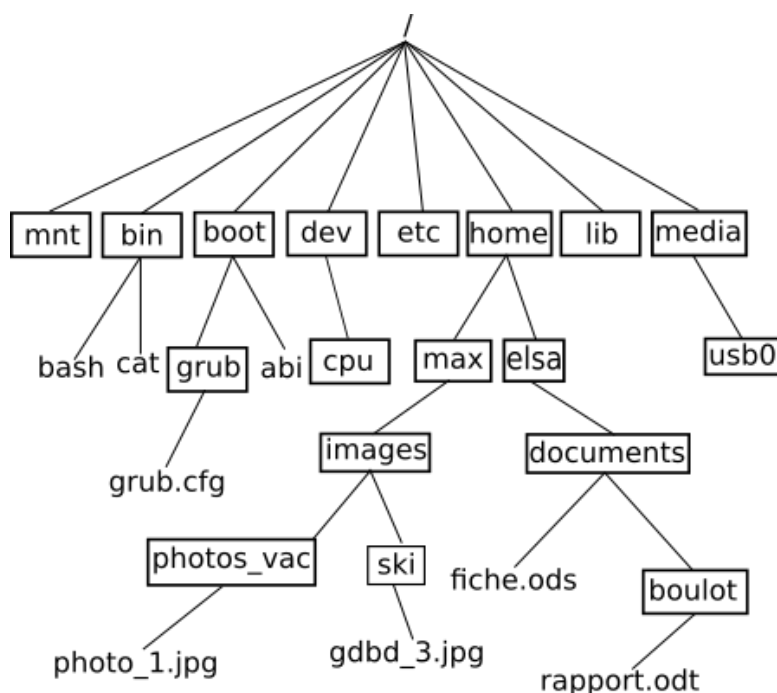 /
mnt bin boot dev etc home lib media
bash cat grub abi cpu max elsa usb0
images documents
grub.cfg
photos_vac ski fiche.ods boulot
photo_1.jpg gdbd_3.jpg rapport.odt